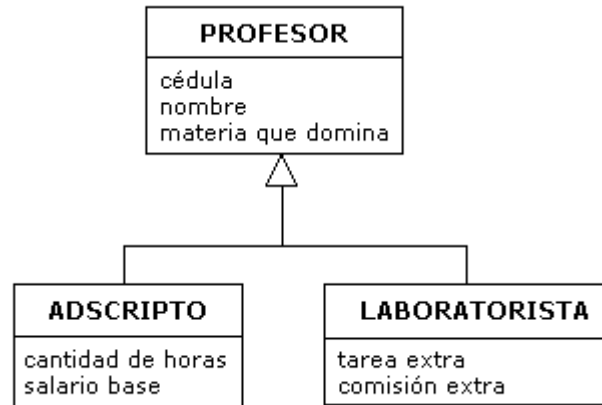 PROFESOR
cédula
nombre
materia que domina
ADSCRIPTO
cantidad de horas
salario base
LABORATORISTA
tarea extra
comisión extra